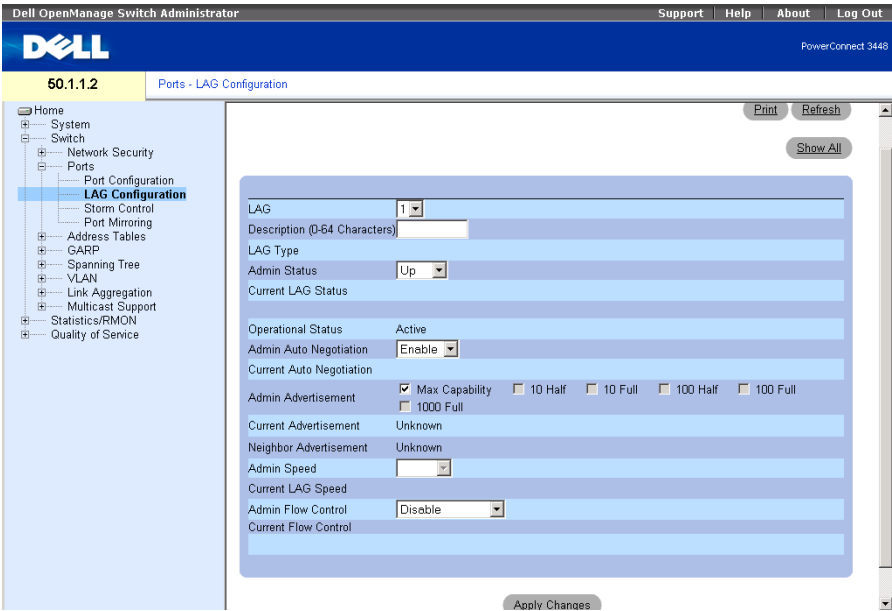 Dell OpenManage Switch Administrator
Support Help About Log Out
DELL
PowerConnect 3448
50.1.1.2
Ports - LAG Configuration
Home
System
Switch
Network Security
Ports
Port Configuration
LAG Configuration
Storm Control
Port Mirroring
Address Tables
GARP
Spanning Tree
VLAN
Link Aggregation
Multicast Support
Statistics/RMON
Quality of Service
Print Refresh
Show All
LAG 1
Description (0-64 Characters)
LAG Type
Admin Status Up
Current LAG Status
Operational Status Active
Admin Auto Negotiation Enable
Current Auto Negotiation
Admin Advertisement Max Capability 10 Half 10 Full 100 Half 100 Full
1000 Full
Current Advertisement Unknown
Neighbor Advertisement Unknown
Admin Speed
Current LAG Speed
Admin Flow Control Disable
Current Flow Control
Apply Changes